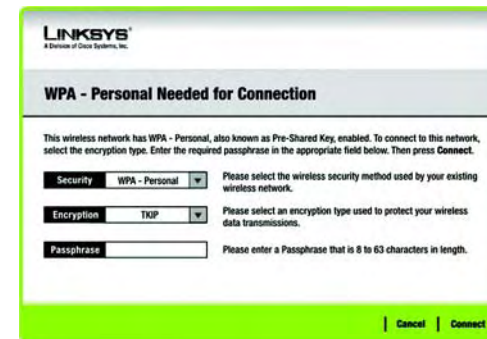 LINKSYS®
A Division of Cisco Systems, Inc.
WPA - Personal Needed for Connection
This wireless network has WPA - Personal, also known as Pre-Shared Key, enabled. To connect to this network,
select the encryption type. Enter the required passphrase in the appropriate field below. Then press Connect.
Security WPA - Personal Please select the wireless security method used by your existing
wireless network.
Encryption TKIP Please select an encryption type used to protect your wireless
data transmissions.
Passphrase Please enter a Passphrase that is 8 to 63 characters in length.
Cancel Connect